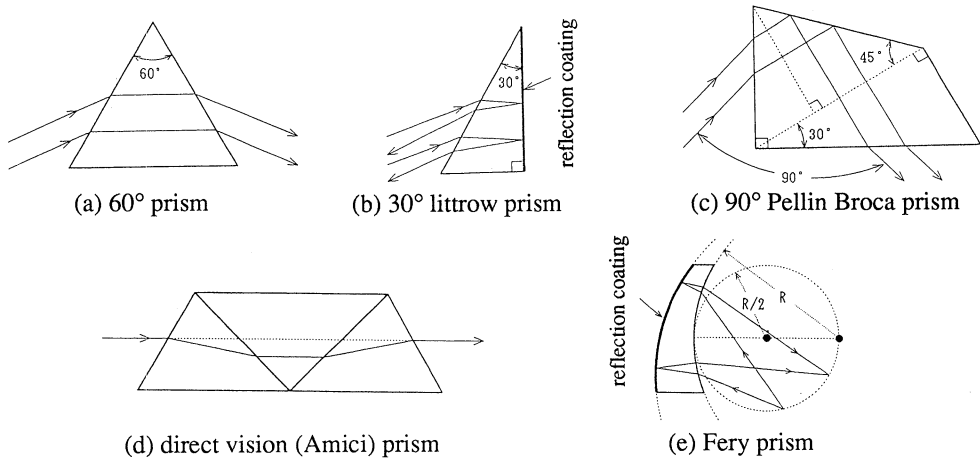 60°
(a) 60° prism
30°
reflection coating
(b) 30° littrow prism
45°
30°
90°
(c) 90° Pellin Broca prism
(d) direct vision (Amici) prism
reflection coating
R/2
R
(e) Fery prism